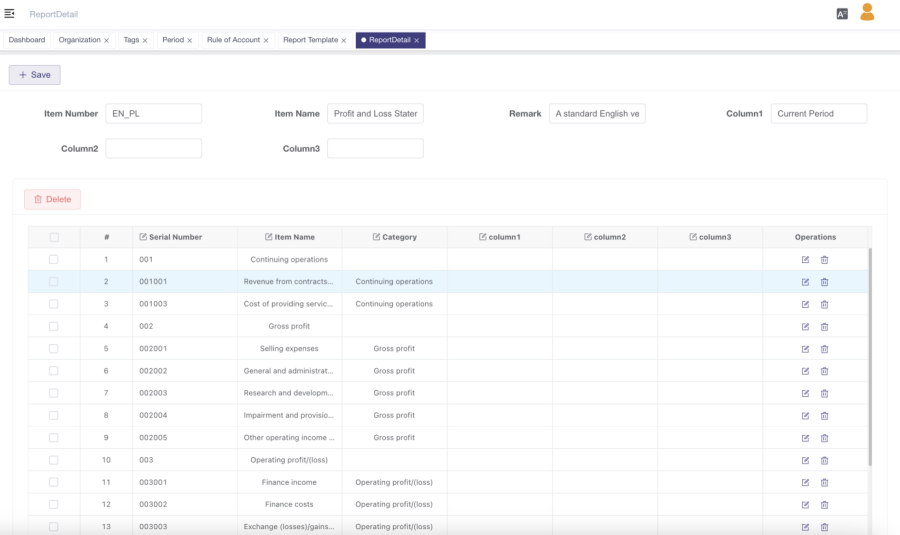 ReportDetail
Dashboard Organization × Tags × Period × Rule of Account × Report Template × ReportDetail ×
+ Save
Item Number EN_PL Item Name Profit and Loss Stater Remark A standard English ve Column1 Current Period
Column2 Column3
Delete
# Serial Number Item Name Category column1 column2 column3 Operations
1 001 Continuing operations
2 001001 Revenue from contracts... Continuing operations
3 001003 Cost of providing servic... Continuing operations
4 002 Gross profit
5 002001 Selling expenses Gross profit
6 002002 General and administrat... Gross profit
7 002003 Research and developm... Gross profit
8 002004 Impairment and provisio... Gross profit
9 002005 Other operating income ... Gross profit
10 003 Operating profit/(loss)
11 003001 Finance income Operating profit/(loss)
12 003002 Finance costs Operating profit/(loss)
13 003003 Exchange (losses)/gains... Operating profit/(loss)